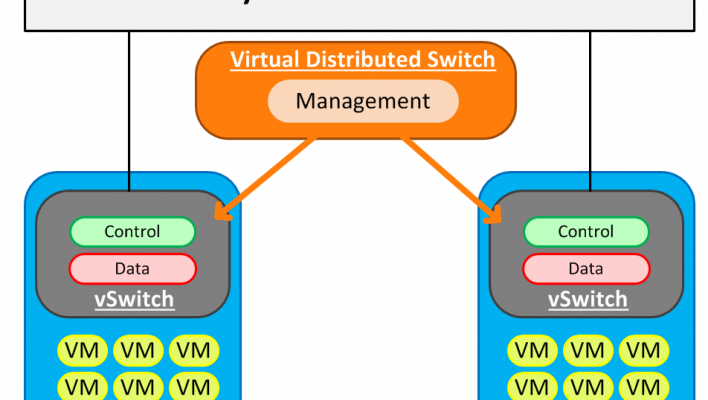 Virtual Distributed Switch
Management
Control
Data
vSwitch
VM VM VM
VM VM VM
Control
Data
vSwitch
VM VM VM
VM VM VM